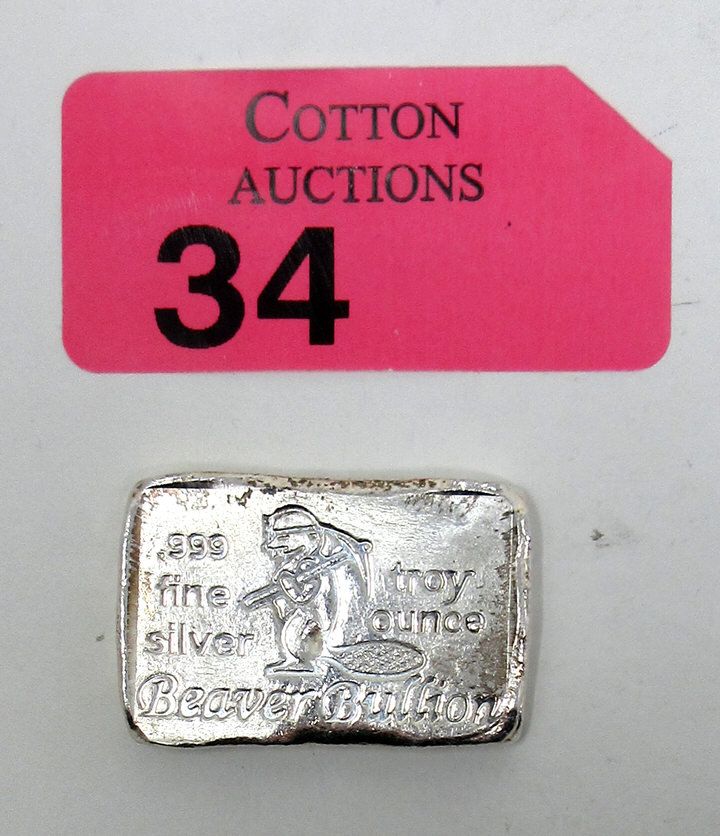 COTTON
AUCTIONS
34
.999
fine
silver
troy
ounce
Beaver Bullion